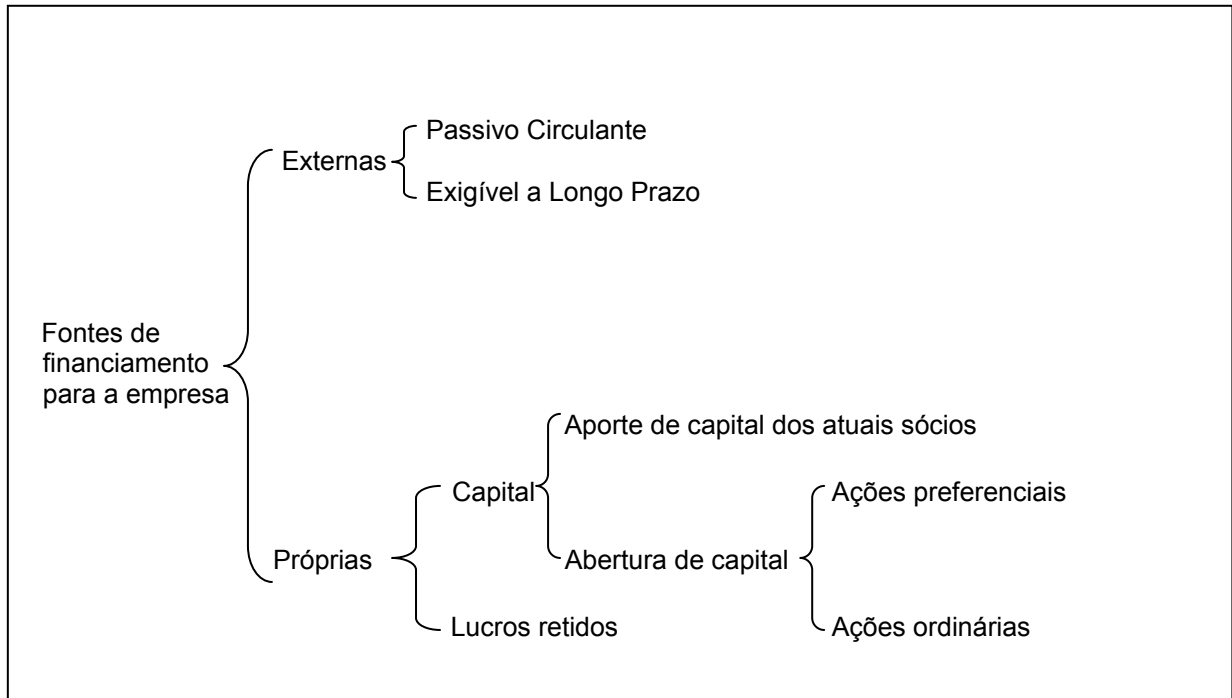 Passivo Circulante
Externas
Exigível a Longo Prazo
Fontes de
financiamento
para a empresa
Aporte de capital dos atuais sócios
Capital
Ações preferenciais
Próprias
Abertura de capital
Lucros retidos
Ações ordinárias